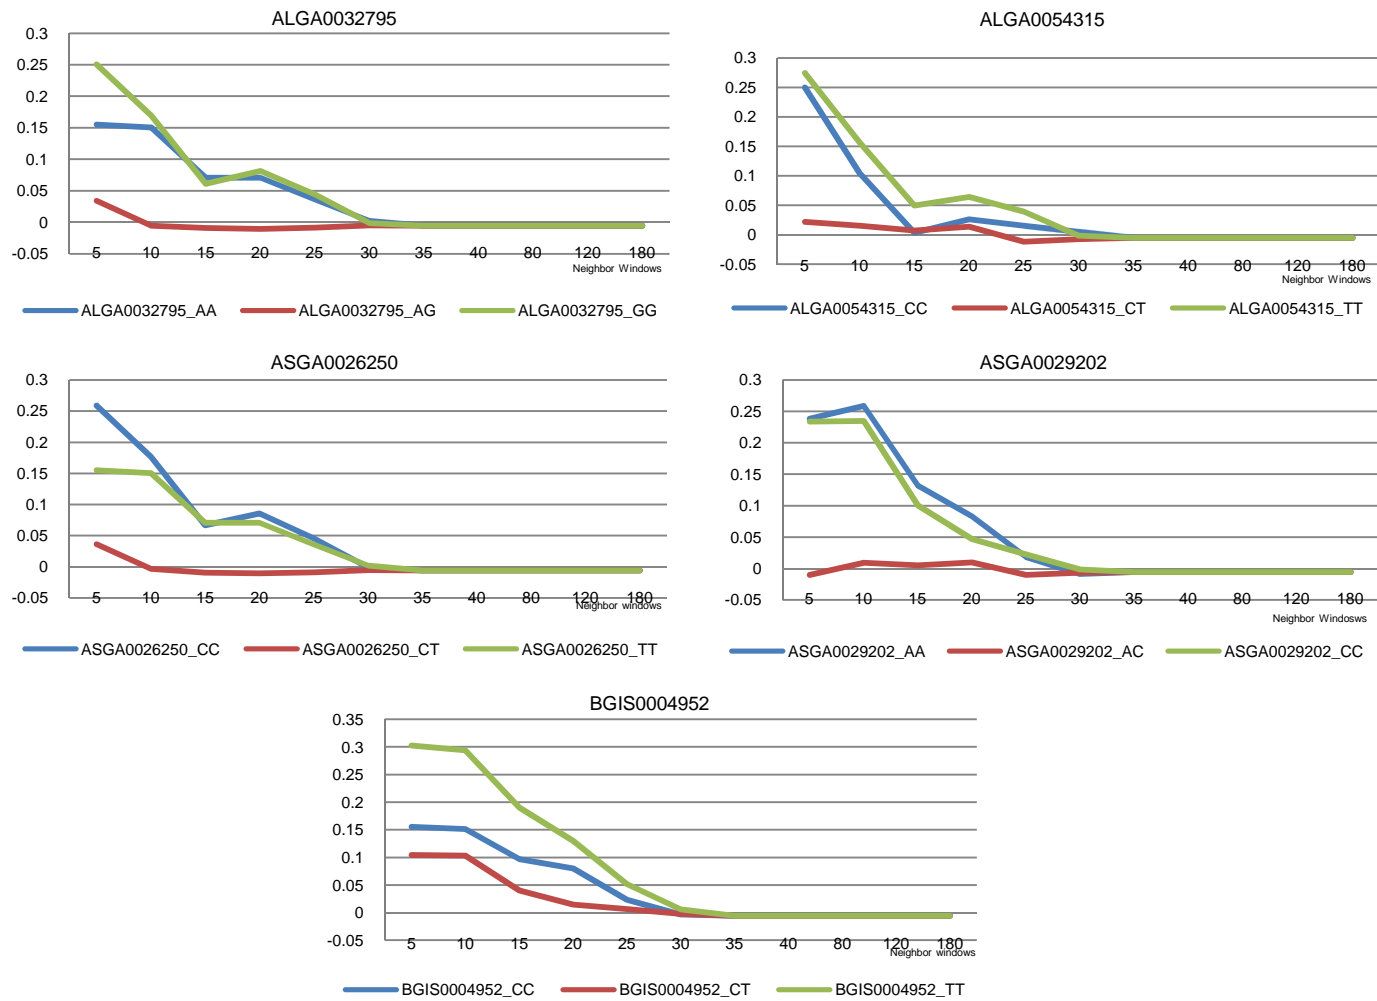 ALGA0032795
0.3
0.25
0.2
0.15
0.1
0.05
0
-0.05
5 10 15 20 25 30 35 40 80 120 180
Neighbor Windows
ALGA0032795_AA ALGA0032795_AG ALGA0032795_GG
ALGA0054315
0.3
0.25
0.2
0.15
0.1
0.05
0
-0.05
5 10 15 20 25 30 35 40 80 120 180
Neighbor Windows
ALGA0054315_CC ALGA0054315_CT ALGA0054315_TT
ASGA0026250
0.3
0.25
0.2
0.15
0.1
0.05
0
-0.05
5 10 15 20 25 30 35 40 80 120 180
Neighbor windows
ASGA0026250_CC ASGA0026250_CT ASGA0026250_TT
ASGA0029202
0.3
0.25
0.2
0.15
0.1
0.05
0
-0.05
5 10 15 20 25 30 35 40 80 120 180
Neighbor Windosws
ASGA0029202_AA ASGA0029202_AC ASGA0029202_CC
BGIS0004952
0.35
0.3
0.25
0.2
0.15
0.1
0.05
0
-0.05
5 10 15 20 25 30 35 40 80 120 180
Neighbor windows
BGIS0004952_CC BGIS0004952_CT BGIS0004952_TT